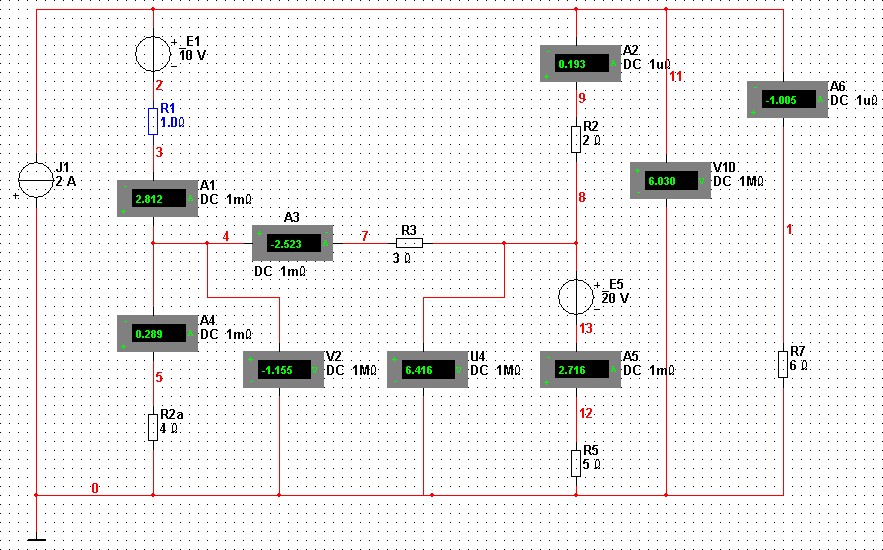 E1
10 V
2
R1
1.0Ω
3
A1
2.812 A
DC 1mΩ
J1
2 A
+
A2
0.193 A
DC 1uΩ
11
A6
-1.005 A
DC 1uΩ
9
R2
2 Ω
V10
6.030 V
DC 1MΩ
8
A3
4
-2.523 A
7
R3
3 Ω
DC 1mΩ
1
E5
20 V
13
A4
0.289 A
DC 1mΩ
V2
-1.155 V
DC 1MΩ
U4
6.416 V
DC 1MΩ
A5
2.716 A
DC 1mΩ
R7
6 Ω
5
12
R2a
4 Ω
R5
5 Ω
0